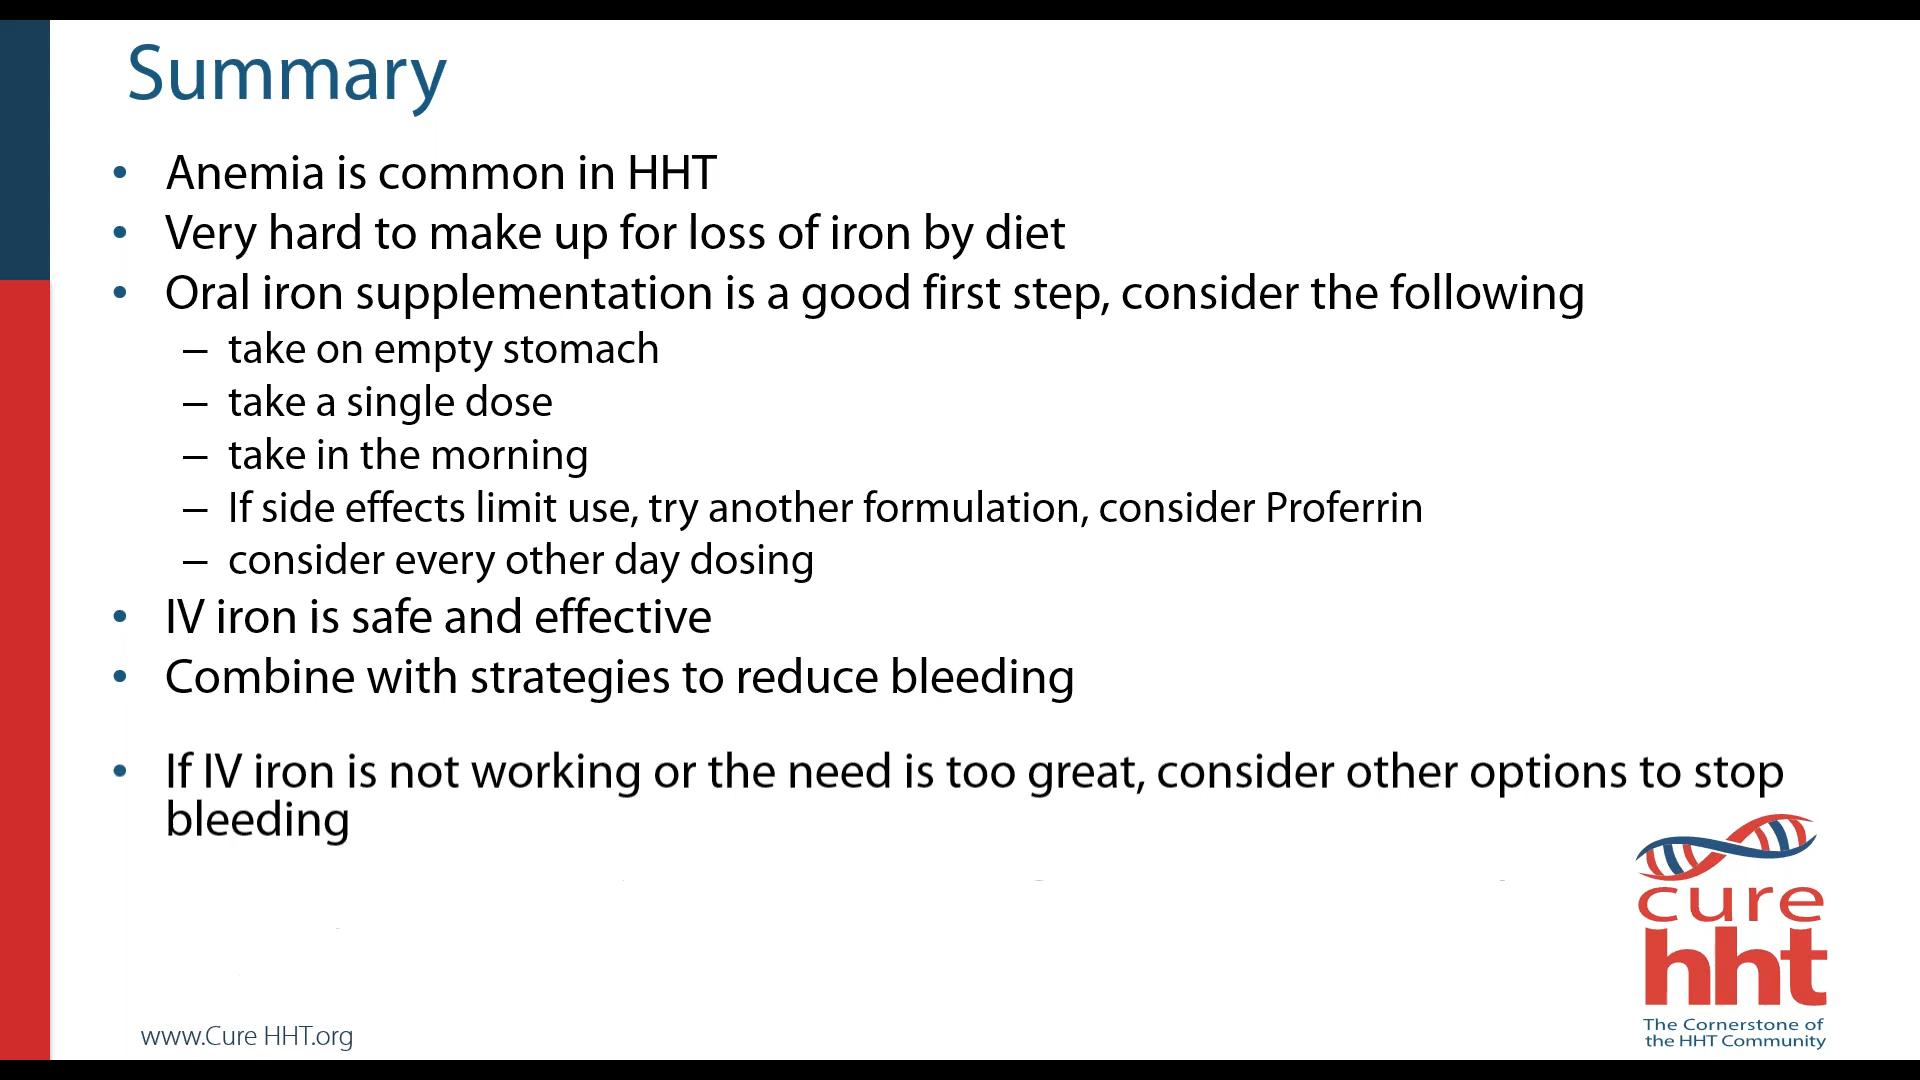 Summary
• Anemia is common in HHT
• Very hard to make up for loss of iron by diet
• Oral iron supplementation is a good first step, consider the following
– take on empty stomach
– take a single dose
– take in the morning
– If side effects limit use, try another formulation, consider Proferrin
– consider every other day dosing
• IV iron is safe and effective
• Combine with strategies to reduce bleeding
• If IV iron is not working or the need is too great, consider other options to stop
bleeding
cure
hht
The Cornerstone of
the HHT Community
www.Cure HHT.org